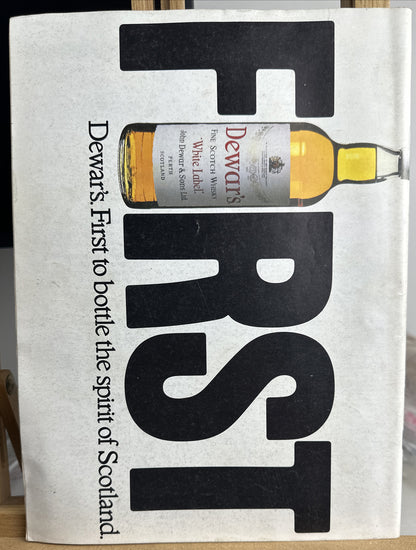 FIRST
Dewar's
FINE SCOTCH WHISKY
"White Label"
John Dewar & Sons Ltd.
PERTH
SCOTLAND
Dewar's. First to bottle the spirit of Scotland.